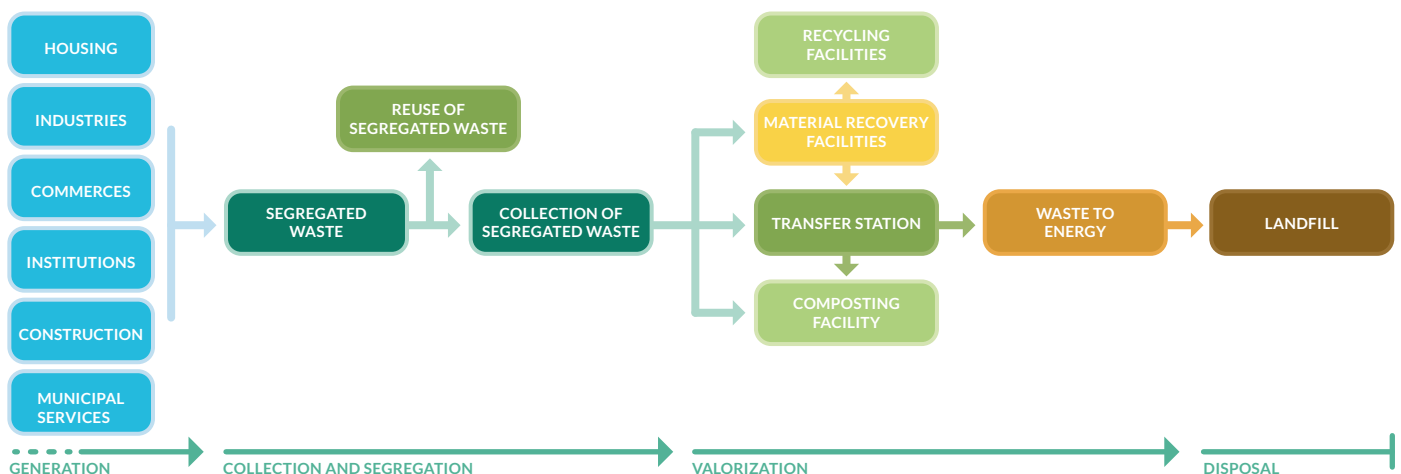 HOUSING
INDUSTRIES
COMMERCES
INSTITUTIONS
CONSTRUCTION
MUNICIPAL
SERVICES
SEGREGATED
WASTE
REUSE OF
SEGREGATED WASTE
COLLECTION OF
SEGREGATED WASTE
RECYCLING
FACILITIES
MATERIAL RECOVERY
FACILITIES
TRANSFER STATION
COMPOSTING
FACILITY
WASTE TO
ENERGY
LANDFILL
GENERATION
COLLECTION AND SEGREGATION
VALORIZATION
DISPOSAL